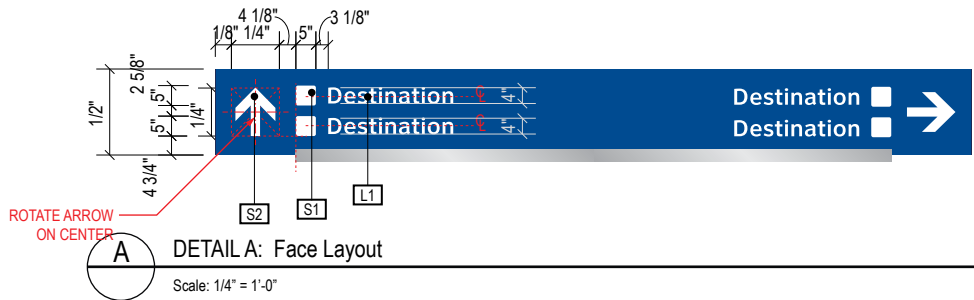 4 1/8"
3 1/8"
1/8" 1/4" 5"
2 5/8"
5"
5"
4 3/4"
1/2"
1/4"
Destination ℄ 4"
Destination ℄ 4"
Destination
Destination
S2
S1
L1
ROTATE ARROW
ON CENTER
A
DETAIL A: Face Layout
Scale: 1/4" = 1'-0"